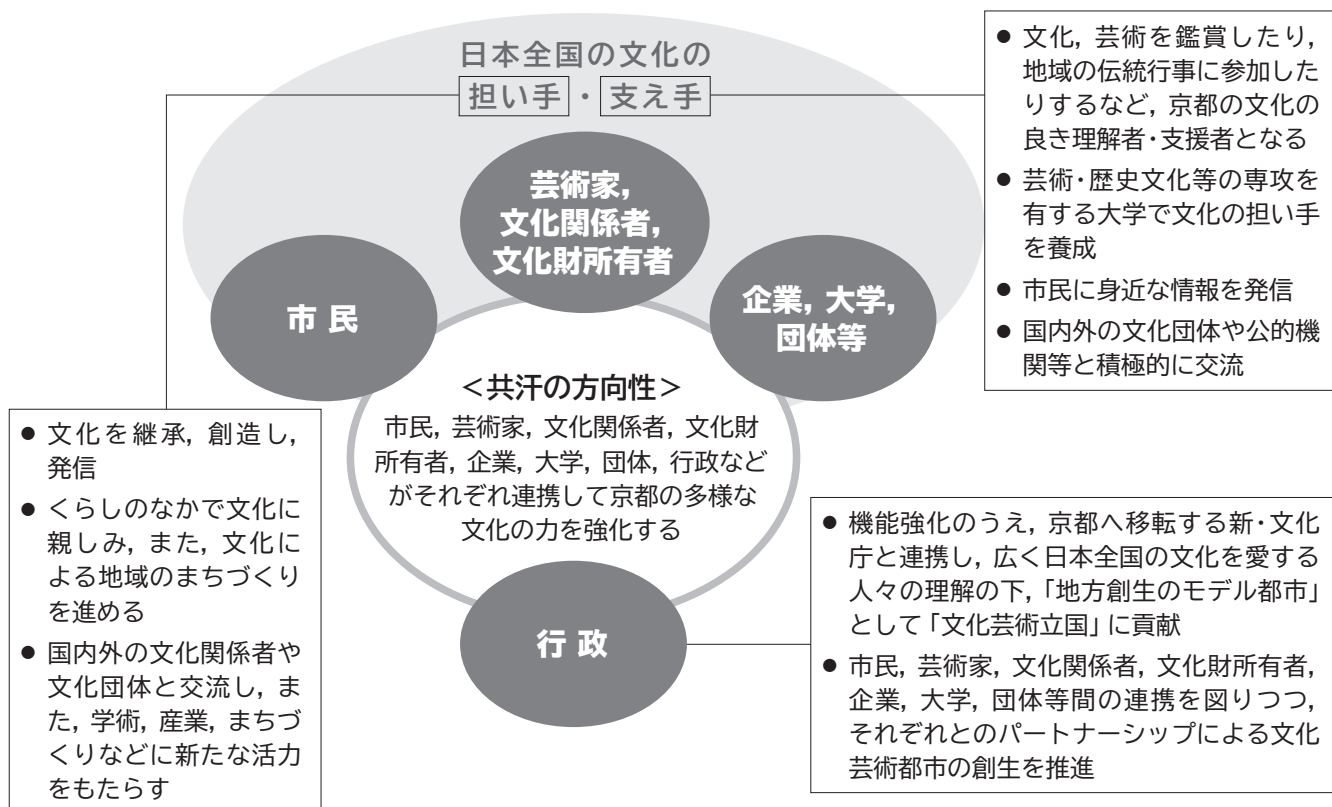 日本全国の文化の
担い手・支え手
芸術家,
文化関係者,
文化財所有者
市民
企業, 大学,
団体等
＜共汗の方向性＞
市民, 芸術家, 文化関係者, 文化財
所有者, 企業, 大学, 団体, 行政など
がそれぞれ連携して京都の多様な
文化の力を強化する
行政
● 文化, 芸術を鑑賞したり,
地域の伝統行事に参加した
りするなど, 京都の文化の
良き理解者・支援者となる
● 芸術・歴史文化等の専攻を
有する大学で文化の担い手
を養成
● 市民に身近な情報を発信
● 国内外の文化団体や公的機
関等と積極的に交流
● 文化を継承, 創造し,
発信
● くらしのなかで文化に
親しみ, また, 文化に
よる地域のまちづくり
を進める
● 国内外の文化関係者や
文化団体と交流し, ま
た, 学術, 産業, まちづ
くりなどに新たな活力
をもたらす
● 機能強化のうえ, 京都へ移転する新・文化
庁と連携し, 広く日本全国の文化を愛する
人々の理解の下,「地方創生のモデル都市」
として「文化芸術立国」に貢献
● 市民, 芸術家, 文化関係者, 文化財所有者,
企業, 大学, 団体等間の連携を図りつつ,
それぞれとのパートナーシップによる文化
芸術都市の創生を推進